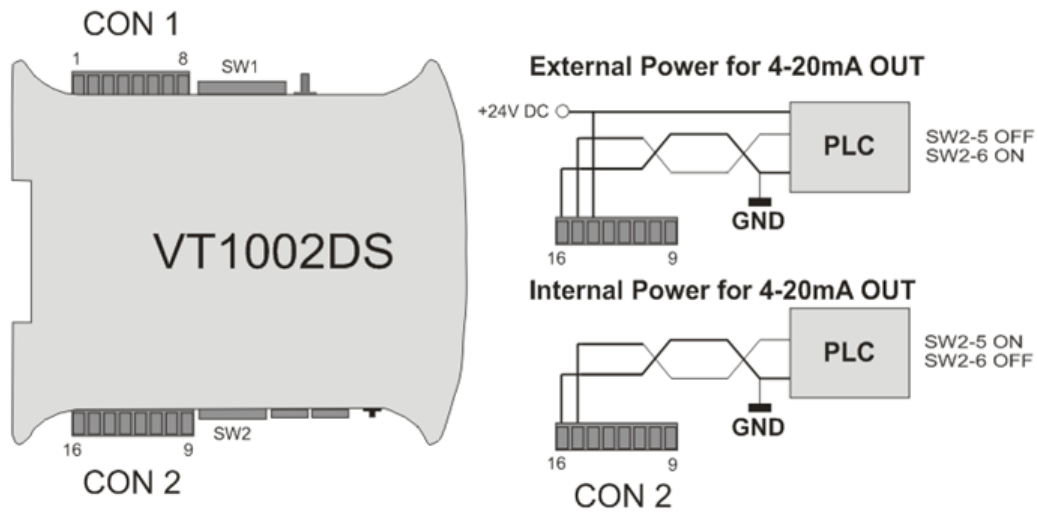 CON 1
1 8
SW1
VT1002DS
16 9
SW2
CON 2
External Power for 4-20mA OUT
+24V DC
PLC
SW2-5 OFF
SW2-6 ON
GND
16 9
Internal Power for 4-20mA OUT
PLC
SW2-5 ON
SW2-6 OFF
GND
16 9
CON 2